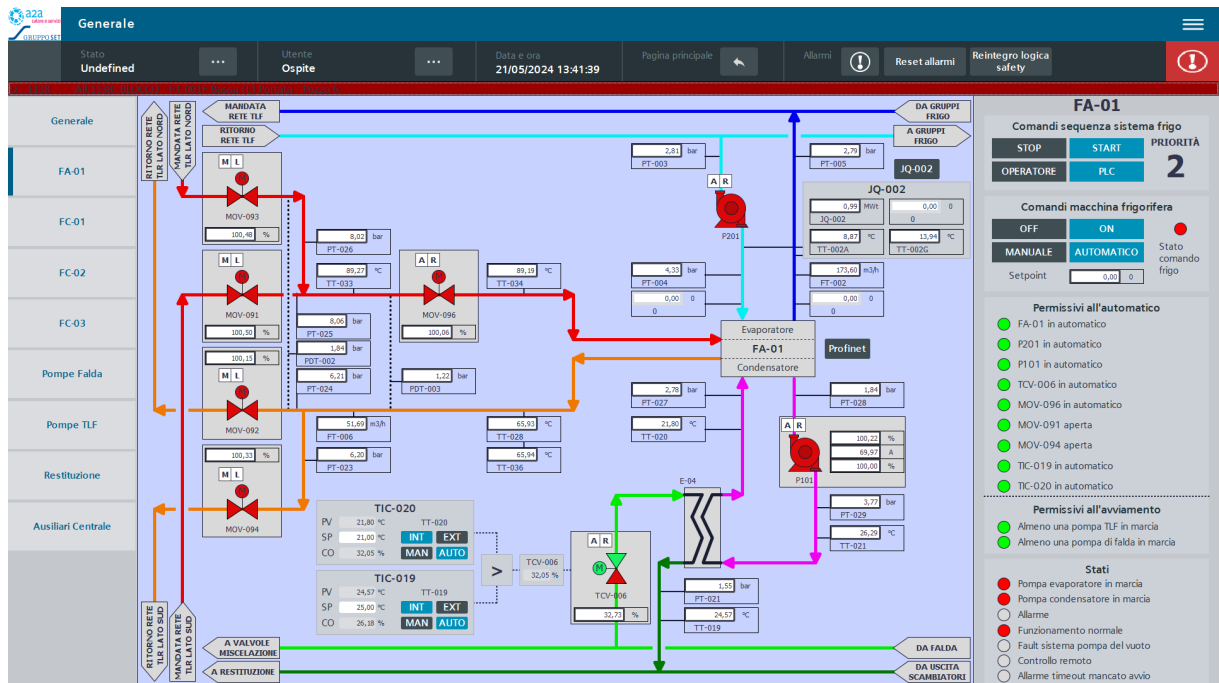 a2a
calore e servizi
GRUPPO SET
Generale
Stato
Undefined
...
Utente
Ospite
...
Data e ora
21/05/2024 13:41:39
Pagina principale
Allarmi
Reset allarmi
Reintegro logica
safety
Generale
FA-01
FC-01
FC-02
FC-03
Pompe Falda
Pompe TLF
Restituzione
Ausiliari Centrale
RITORNO RETE
TLR LATO NORD
MANDATA RETE
TLR LATO NORD
MANDATA
RETE TLF
RITORNO
RETE TLF
DA GRUPPI
FRIGO
A GRUPPI
FRIGO
M L
M
MOV-093
100,48 %
M L
M
MOV-091
100,50 %
100,15 %
M L
M
MOV-092
100,33 %
M L
M
MOV-094
8,02 bar
PT-026
89,27 °C
TT-033
8,06 bar
PT-025
1,84 bar
PDT-002
6,21 bar
PT-024
51,69 m3/h
FT-006
6,20 bar
PT-023
A R
M
MOV-096
100,06 %
1,22 bar
PDT-003
89,19 °C
TT-034
65,93 °C
TT-028
65,94 °C
TT-036
2,81 bar
PT-003
A R
P201
4,33 bar
PT-004
0,00 0
0
2,79 bar
PT-005
JQ-002
JQ-002
0,99 MWt
JQ-002
0,00 0
0
8,87 °C
TT-002A
13,94 °C
TT-002G
173,60 m3/h
FT-002
0,00 0
0
Evaporatore
FA-01
Condensatore
Profinet
2,78 bar
PT-027
21,80 °C
TT-020
1,84 bar
PT-028
A R
P101
100,22 %
69,97 A
100,00 %
3,77 bar
PT-029
26,29 °C
TT-021
E-04
1,55 bar
PT-021
24,57 °C
TT-019
TIC-020
PV 21,80 °C TT-020
SP 21,00 °C INT EXT
CO 32,05 % MAN AUTO
TIC-019
PV 24,57 °C TT-019
SP 25,00 °C INT EXT
CO 26,18 % MAN AUTO
>
TCV-006
32,05 %
A R
M
TCV-006
32,73 %
RITORNO RETE
TLR LATO SUD
MANDATA RETE
TLR LATO SUD
A VALVOLE
MISCELAZIONE
A RESTITUZIONE
DA FALDA
DA USCITA
SCAMBIATORI
FA-01
Comandi sequenza sistema frigo
STOP START PRIORITÀ
OPERATORE PLC 2
Comandi macchina frigorifera
OFF ON
MANUALE AUTOMATICO
Stato
comando
frigo
Setpoint 0,00 0
Permissivi all'automatico
FA-01 in automatico
P201 in automatico
P101 in automatico
TCV-006 in automatico
MOV-096 in automatico
MOV-091 aperta
MOV-094 aperta
TIC-019 in automatico
TIC-020 in automatico
Permissivi all'avviamento
Almeno una pompa TLF in marcia
Almeno una pompa di falda in marcia
Stati
Pompa evaporatore in marcia
Pompa condensatore in marcia
Allarme
Funzionamento normale
Fault sistema pompa del vuoto
Controllo remoto
Allarme timeout mancato avvio